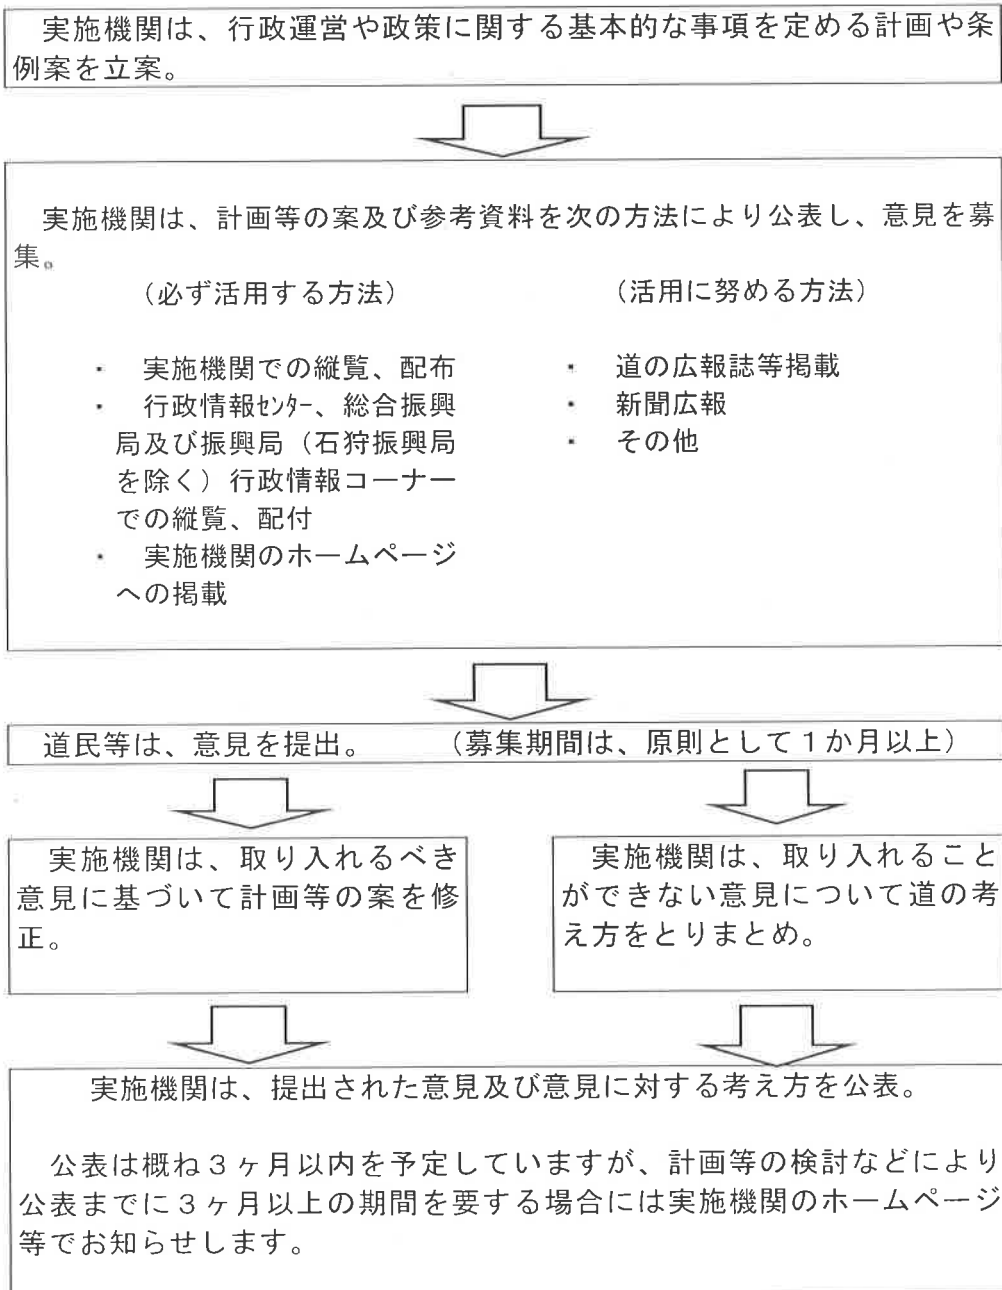 実施機関は、行政運営や政策に関する基本的な事項を定める計画や条
例案を立案。
実施機関は、計画等の案及び参考資料を次の方法により公表し、意見を募
集。
（必ず活用する方法）
・　実施機関での縦覧、配布
・　行政情報ｾﾝﾀｰ、総合振興
局及び振興局（石狩振興局
を除く）行政情報コーナー
での縦覧、配付
・　実施機関のホームページ
への掲載
（活用に努める方法）
・　道の広報誌等掲載
・　新聞広報
・　その他
道民等は、意見を提出。　　（募集期間は、原則として１か月以上）
実施機関は、取り入れるべき
意見に基づいて計画等の案を修
正。
実施機関は、取り入れること
ができない意見について道の考
え方をとりまとめ。
実施機関は、提出された意見及び意見に対する考え方を公表。
公表は概ね３ヶ月以内を予定していますが、計画等の検討などにより
公表までに３ヶ月以上の期間を要する場合には実施機関のホームページ
等でお知らせします。